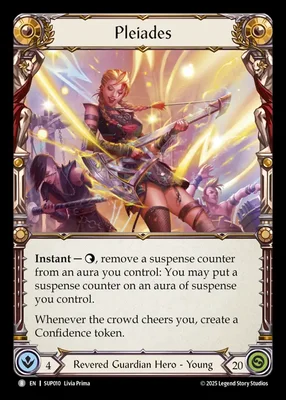 Pleiades
Instant — , remove a suspense counter
from an aura you control: You may put a
suspense counter on an aura of suspense
you control.
Whenever the crowd cheers you, create a
Confidence token.
4 Revered Guardian Hero - Young 20
EN | SUP010 Livia Prima © 2025 Legend Story Studios